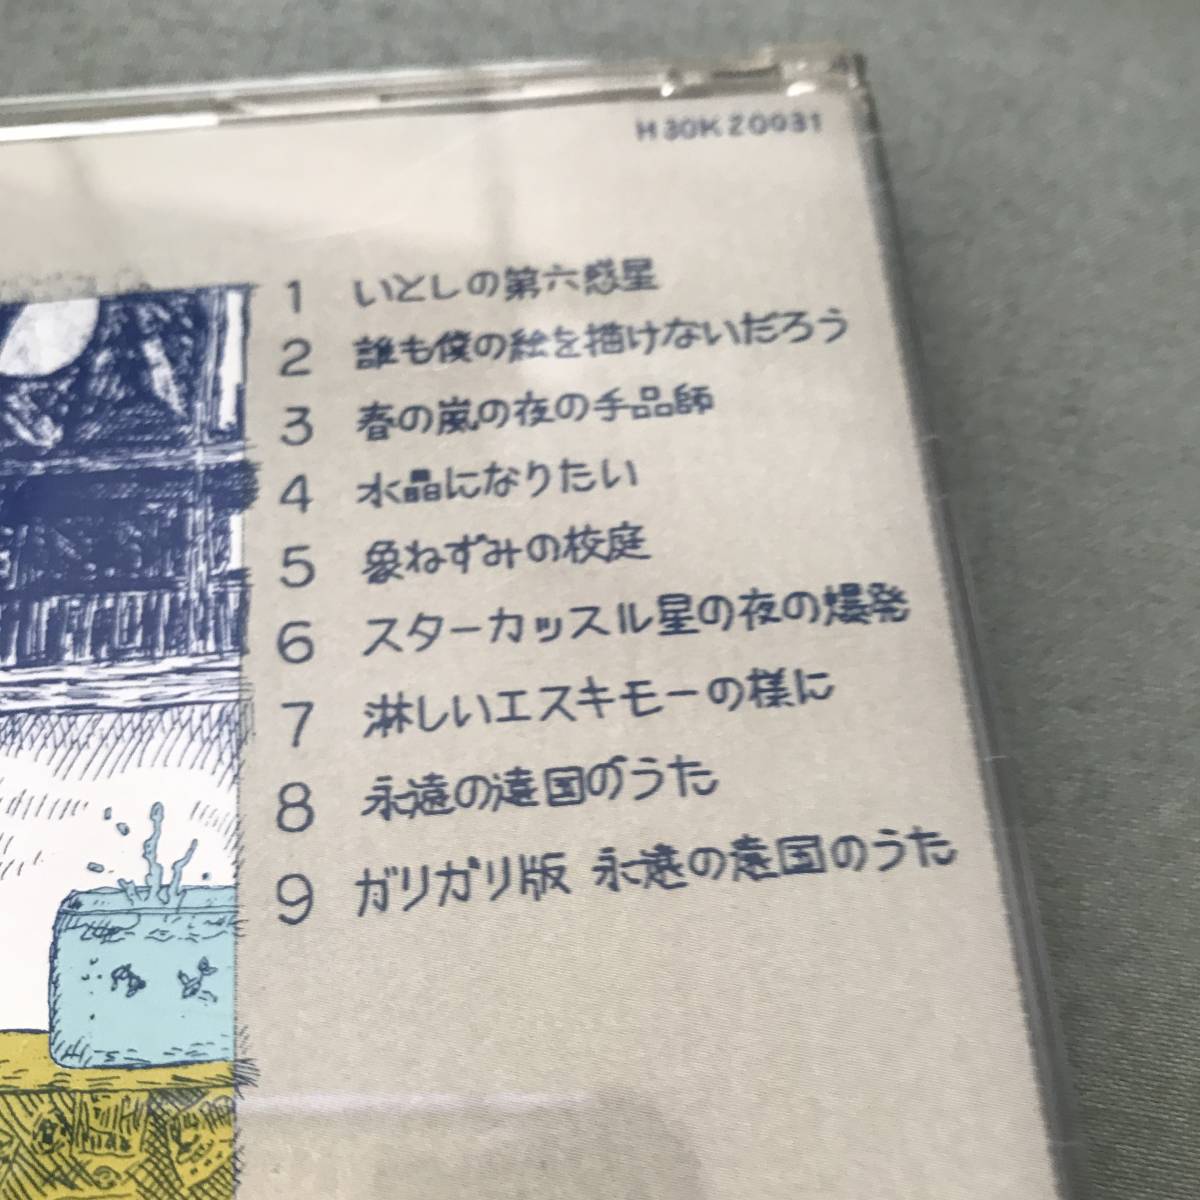 H30K20031
1 いとしの第六惑星
2 誰も僕の絵を描けないだろう
3 春の嵐の夜の手品師
4 水晶になりたい
5 象ねずみの校庭
6 スターカッスル星の夜の爆発
7 淋しいエスキモーの様に
8 永遠の遠国のうた
9 ガリガリ版 永遠の遠国のうた